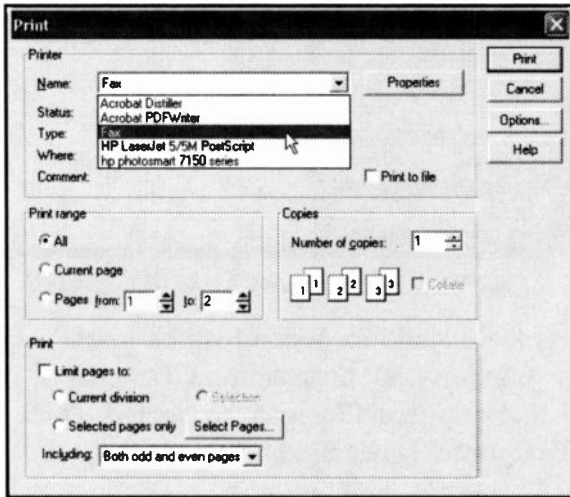 Print
Printer
Name: Fax Properties
Acrobat Distiller
Acrobat PDFWriter
Fax
HP LaserJet 5/5M PostScript
hp photosmart 7150 series
Status:
Type:
Where:
Comment:
Print to file
Print
Cancel
Options...
Help
Print range
All
Current page
Pages from: 1 to: 2
Copies
Number of copies: 1
1 1 2 2 3 3 Collate
Print
Limit pages to:
Current division Selection
Selected pages only Select Pages...
Including: Both odd and even pages